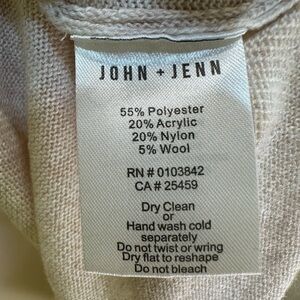 JOHN + JENN
55% Polyester
20% Acrylic
20% Nylon
5% Wool
RN # 0103842
CA # 25459
Dry Clean
or
Hand wash cold
separately
Do not twist or wring
Dry flat to reshape
Do not bleach